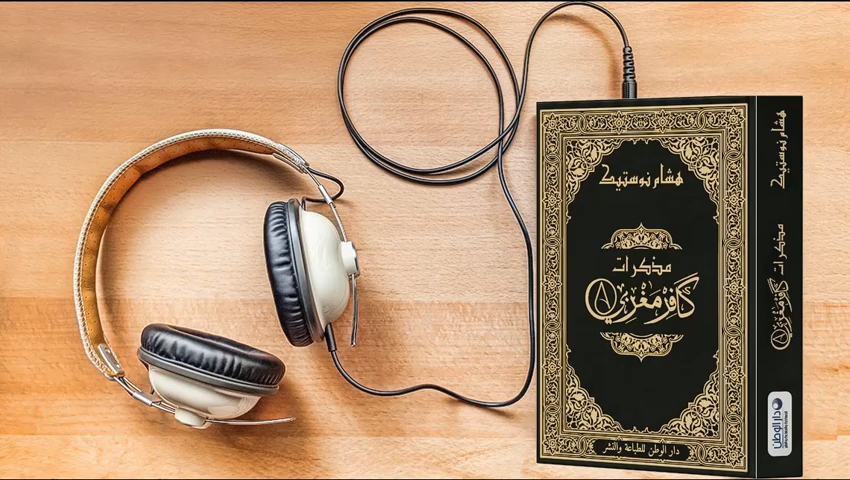 هشام نوستيك
مذكرات
كافر مغربي
دار الوطن للطباعة والنشر
هشام نوستيك
مذكرات
كافر مغربي
دار الوطن